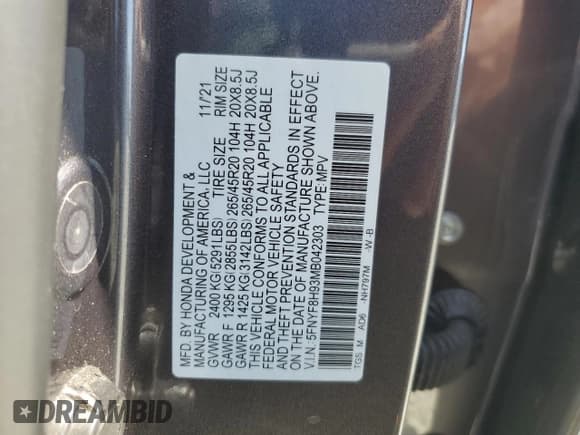 MFD. BY HONDA DEVELOPMENT &
MANUFACTURING OF AMERICA, LLC 11/21
GVWR 2400 KG(5291LBS) TIRE SIZE RIM SIZE
GAWR F 1295 KG(2855LBS) 265/45R20 104H 20X8.5J
GAWR R 1425 KG(3142LBS) 265/45R20 104H 20X8.5J
THIS VEHICLE CONFORMS TO ALL APPLICABLE
FEDERAL MOTOR VEHICLE SAFETY
AND THEFT PREVENTION STANDARDS IN EFFECT
ON THE DATE OF MANUFACTURE SHOWN ABOVE.
V.I.N.: 5FNYF8H93MB042303 TYPE:MPV
TGS M AD6 NH797M -W -B
DREAMBID